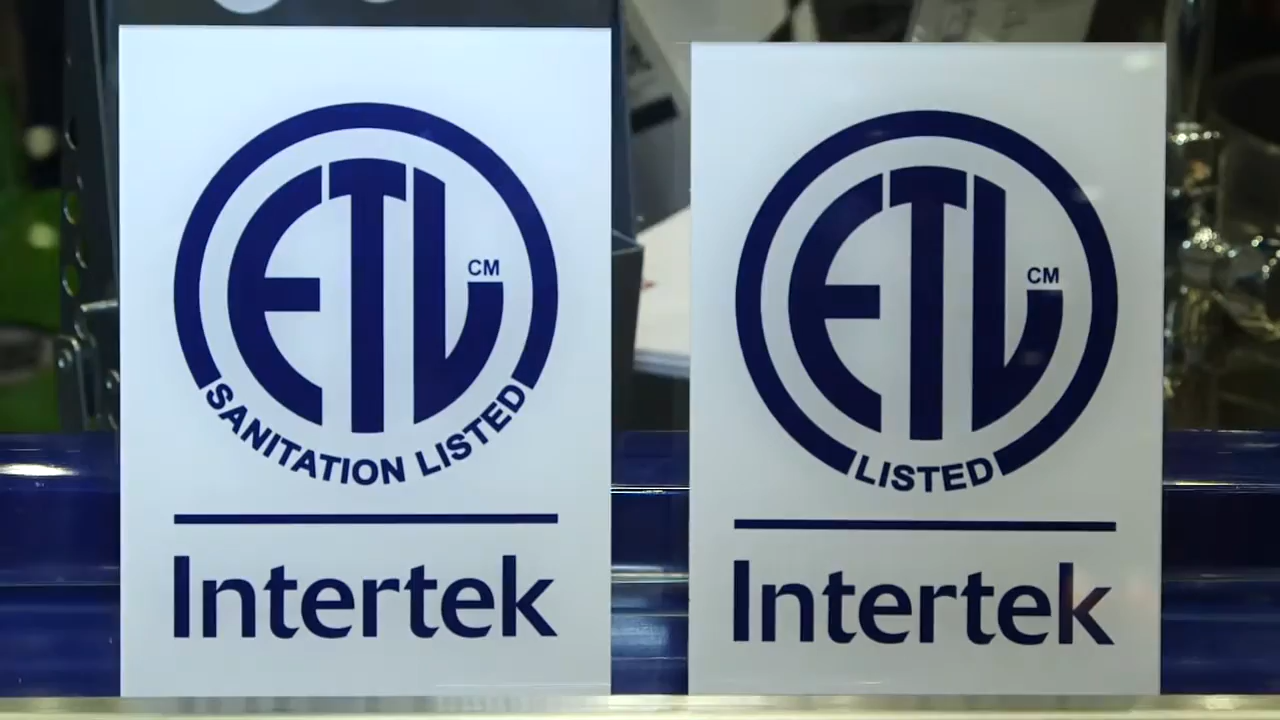 ETL
CM
SANITATION LISTED
Intertek
ETL
CM
LISTED
Intertek